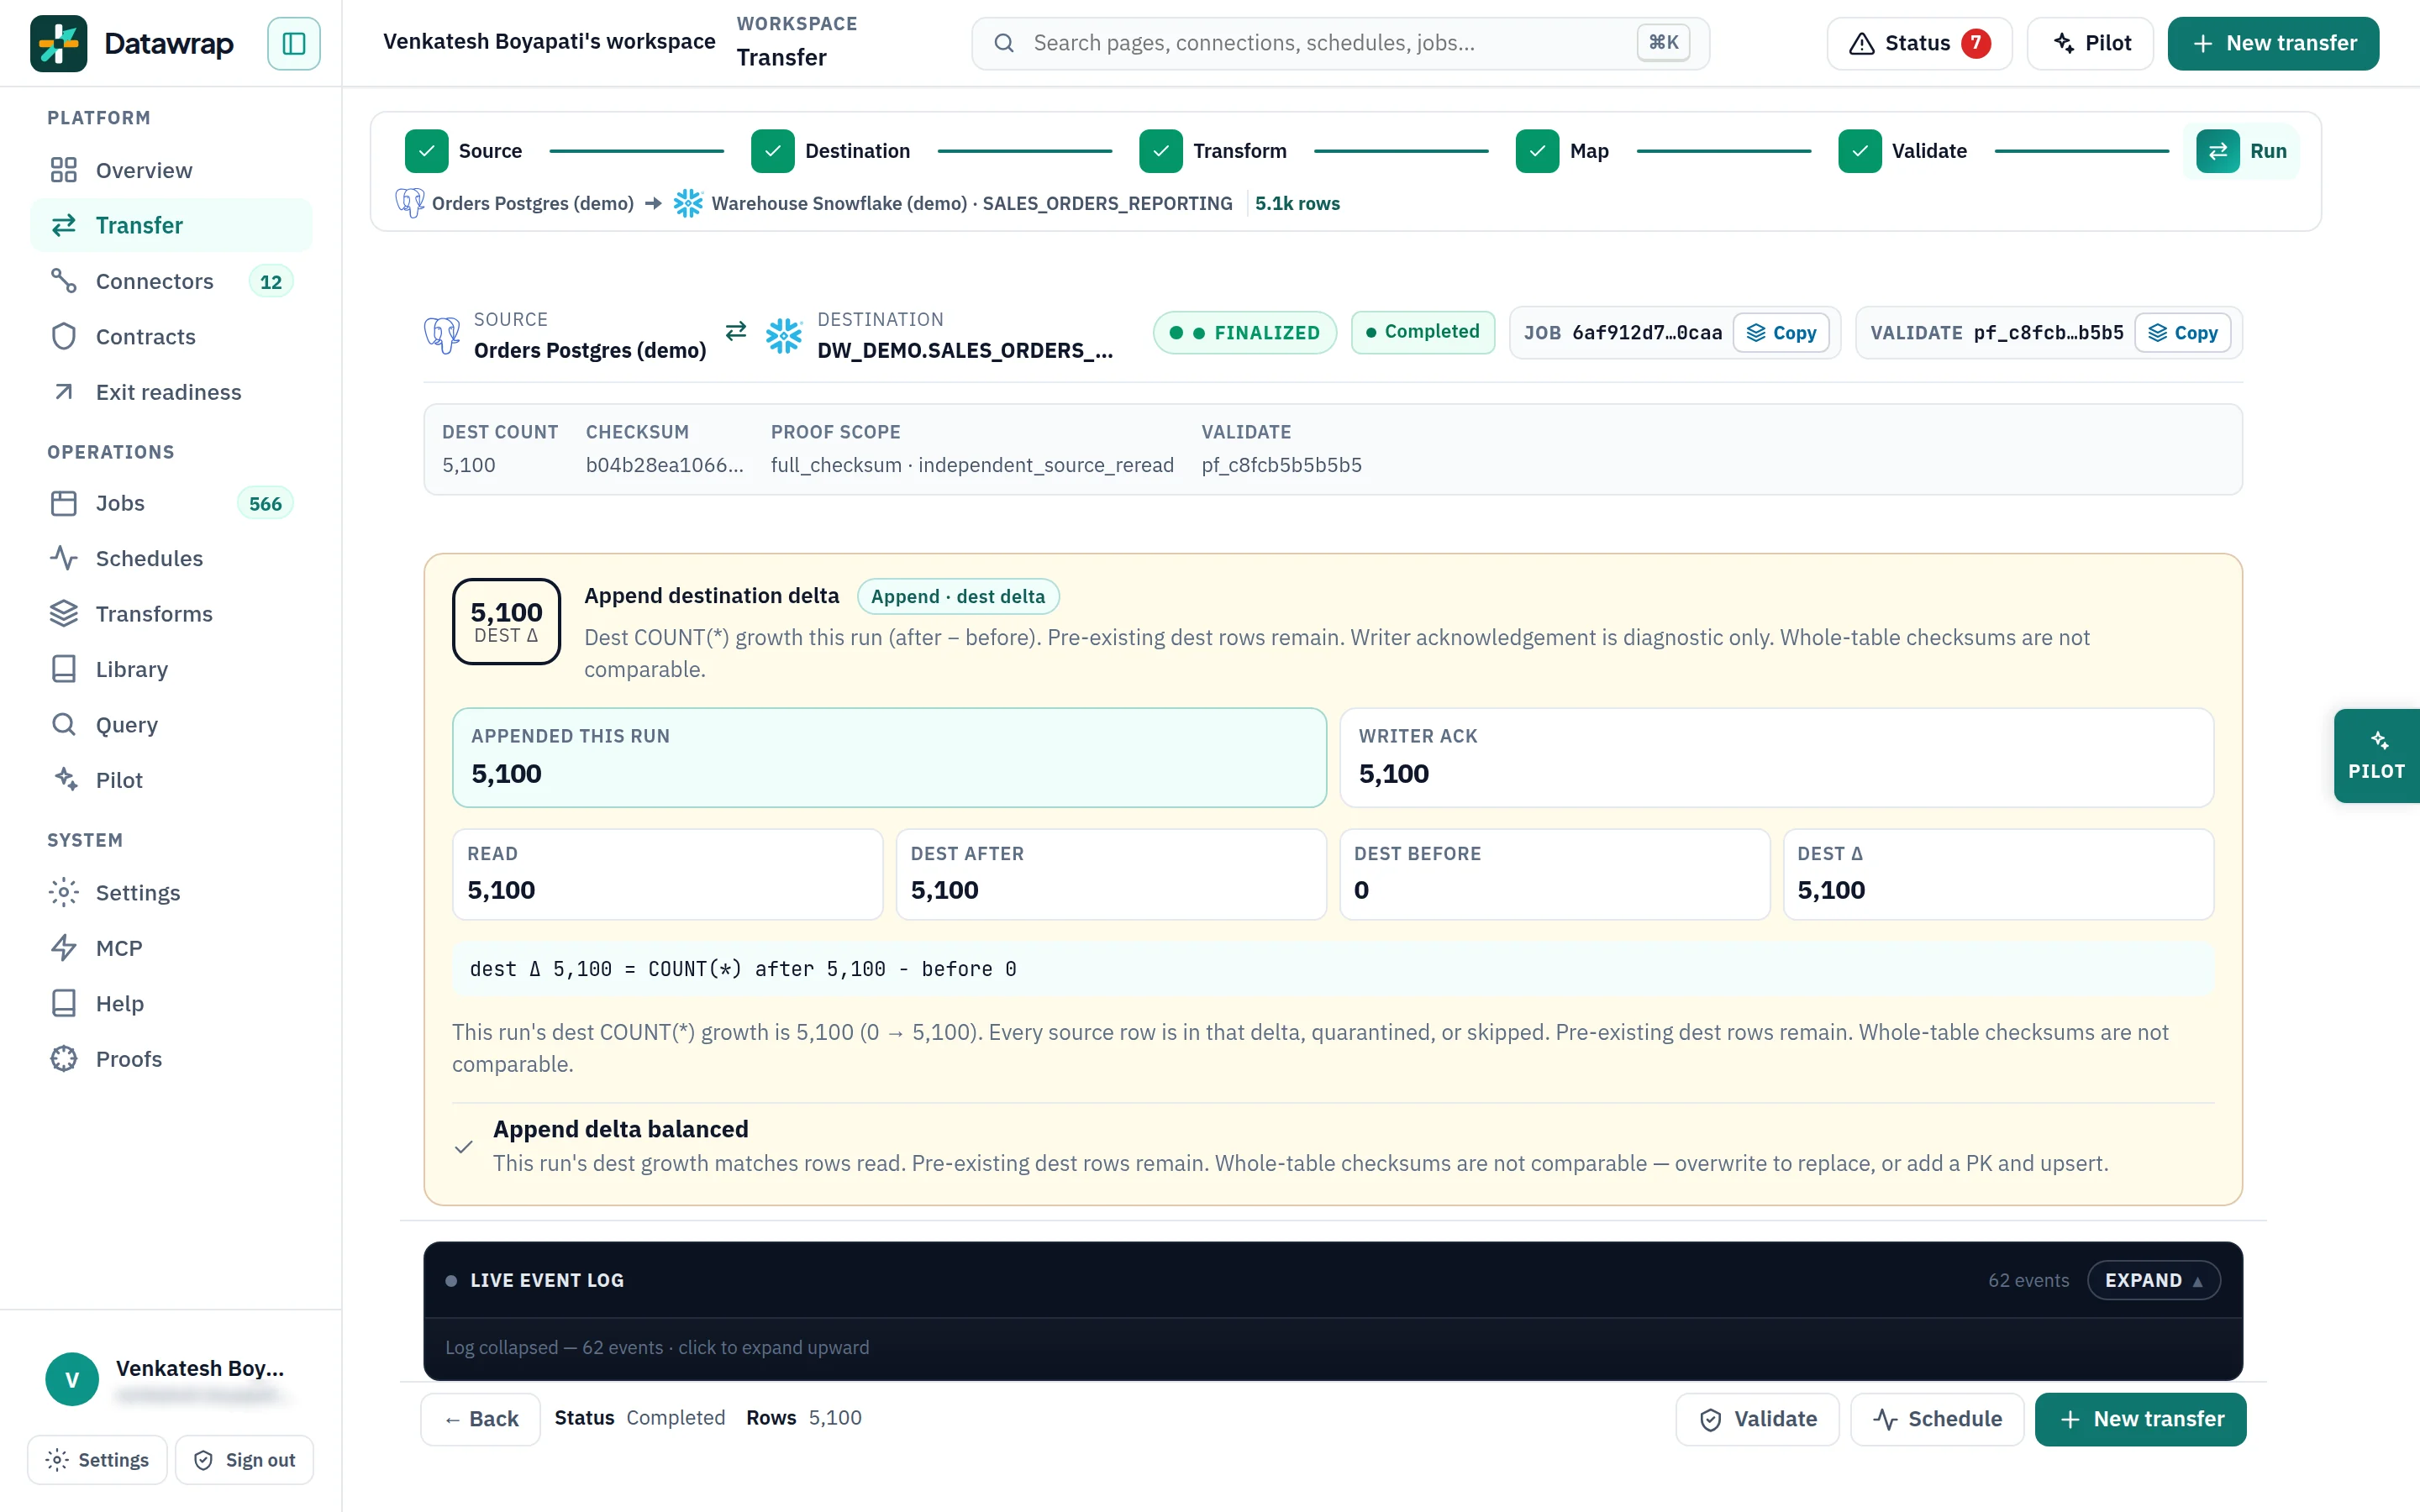 Datawrap
Venkatesh Boyapati's workspace
WORKSPACE
Transfer
Search pages, connections, schedules, jobs...
⌘K
Status 7
Pilot
+ New transfer
PLATFORM
Overview
Transfer
Connectors 12
Contracts
Exit readiness
OPERATIONS
Jobs 566
Schedules
Transforms
Library
Query
Pilot
SYSTEM
Settings
MCP
Help
Proofs
Venkatesh Boy...
V
Settings
Sign out
Source
Destination
Transform
Map
Validate
Run
Orders Postgres (demo) → Warehouse Snowflake (demo) · SALES_ORDERS_REPORTING 5.1k rows
SOURCE
Orders Postgres (demo)
DESTINATION
DW_DEMO.SALES_ORDERS_...
FINALIZED
Completed
JOB 6af912d7…0caa Copy
VALIDATE pf_c8fcb…b5b5 Copy
DEST COUNT
5,100
CHECKSUM
b04b28ea1066...
PROOF SCOPE
full_checksum · independent_source_reread
VALIDATE
pf_c8fcb5b5b5b5
5,100
DEST Δ
Append destination delta
Append · dest delta
Dest COUNT(*) growth this run (after – before). Pre-existing dest rows remain. Writer acknowledgement is diagnostic only. Whole-table checksums are not
comparable.
APPENDED THIS RUN
5,100
WRITER ACK
5,100
READ
5,100
DEST AFTER
5,100
DEST BEFORE
0
DEST Δ
5,100
dest Δ 5,100 = COUNT(*) after 5,100 - before 0
This run's dest COUNT(*) growth is 5,100 (0 → 5,100). Every source row is in that delta, quarantined, or skipped. Pre-existing dest rows remain. Whole-table checksums are not
comparable.
Append delta balanced
This run's dest growth matches rows read. Pre-existing dest rows remain. Whole-table checksums are not comparable — overwrite to replace, or add a PK and upsert.
LIVE EVENT LOG
62 events
EXPAND ▲
Log collapsed — 62 events · click to expand upward
← Back
Status Completed Rows 5,100
Validate
Schedule
+ New transfer
PILOT